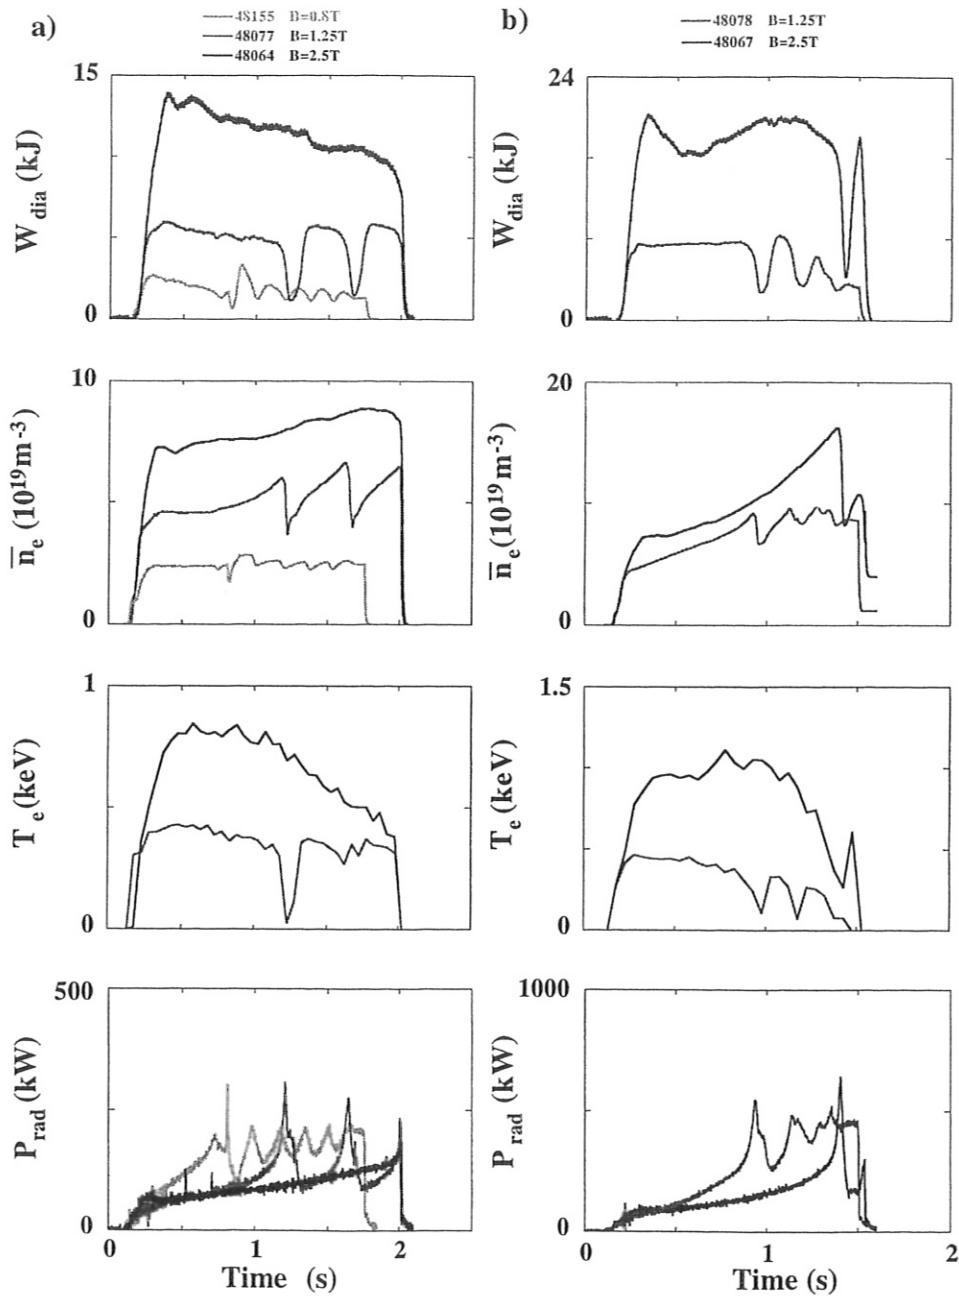 a)
48155 B=0.8T
48077 B=1.25T
48064 B=2.5T
15
W_dia (kJ)
0
10
n̅_e (10^19m^-3)
0
1
T_e (keV)
0
500
P_rad (kW)
0
0 1 2
Time (s)
b)
48078 B=1.25T
48067 B=2.5T
24
W_dia (kJ)
0
20
n̅_e (10^19m^-3)
0
1.5
T_e (keV)
0
1000
P_rad (kW)
0
0 1 2
Time (s)